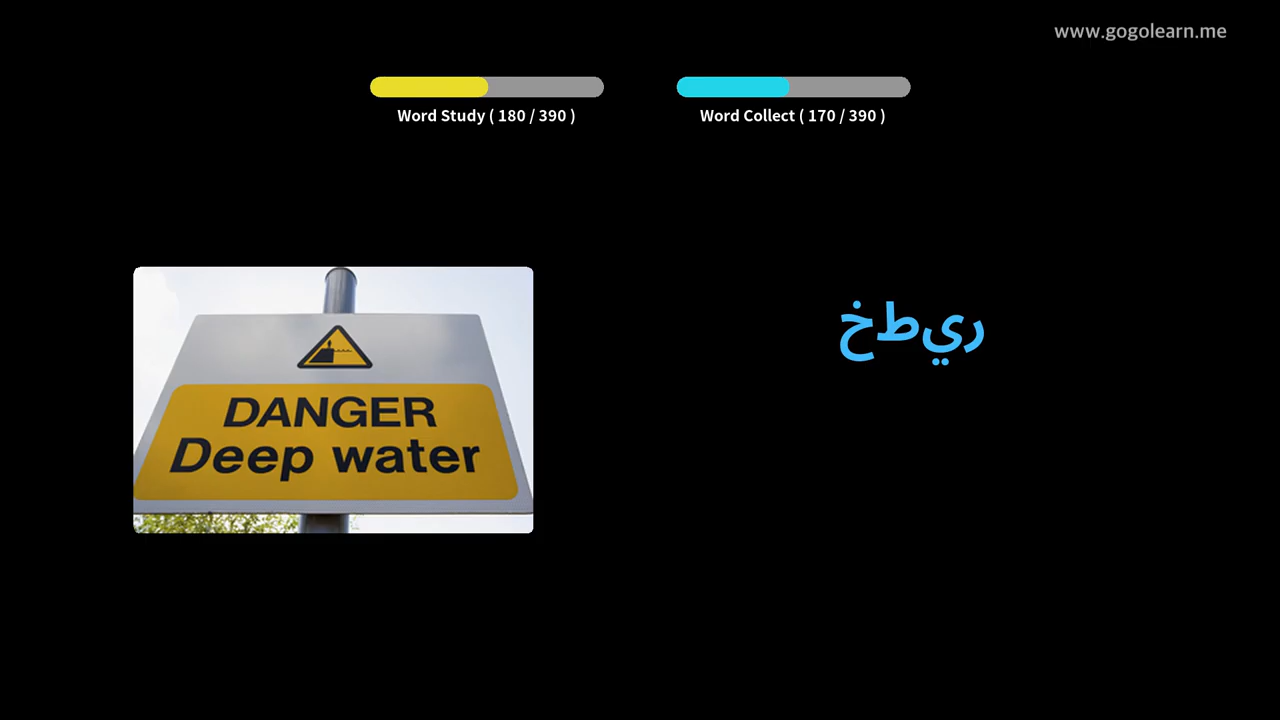 www.gogolearn.me
Word Study ( 180 / 390 )
Word Collect ( 170 / 390 )
DANGER
Deep water
ريطخ